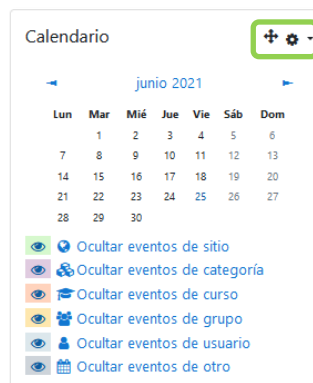 Calendario
junio 2021
Lun Mar Mié Jue Vie Sáb Dom
1 2 3 4 5 6
7 8 9 10 11 12 13
14 15 16 17 18 19 20
21 22 23 24 25 26 27
28 29 30
Ocultar eventos de sitio
Ocultar eventos de categoría
Ocultar eventos de curso
Ocultar eventos de grupo
Ocultar eventos de usuario
Ocultar eventos de otro